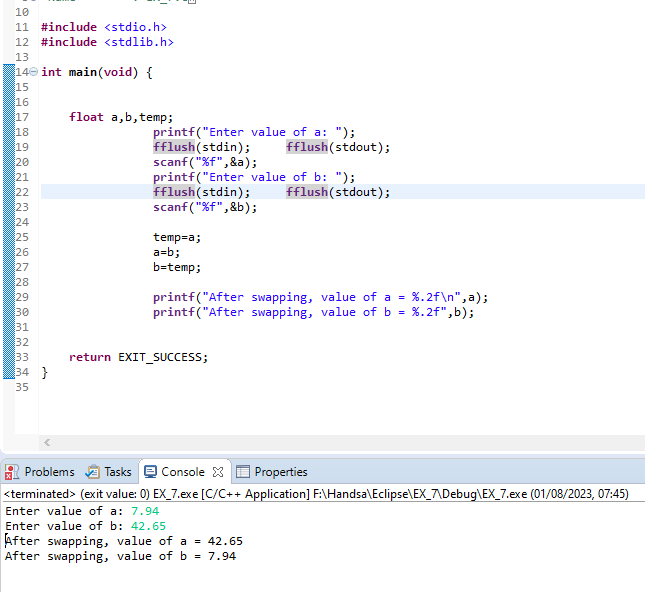 10
11 #include <stdio.h>
12 #include <stdlib.h>
13
14 int main(void) {
15
16
17 float a,b,temp;
18 printf("Enter value of a: ");
19 fflush(stdin); fflush(stdout);
20 scanf("%f",&a);
21 printf("Enter value of b: ");
22 fflush(stdin); fflush(stdout);
23 scanf("%f",&b);
24
25 temp=a;
26 a=b;
27 b=temp;
28
29 printf("After swapping, value of a = %.2f\n",a);
30 printf("After swapping, value of b = %.2f",b);
31
32
33 return EXIT_SUCCESS;
34 }
35
Problems Tasks Console Properties
<terminated> (exit value: 0) EX_7.exe [C/C++ Application] F:\Handsa\Eclipse\EX_7\Debug\EX_7.exe (01/08/2023, 07:45)
Enter value of a: 7.94
Enter value of b: 42.65
After swapping, value of a = 42.65
After swapping, value of b = 7.94